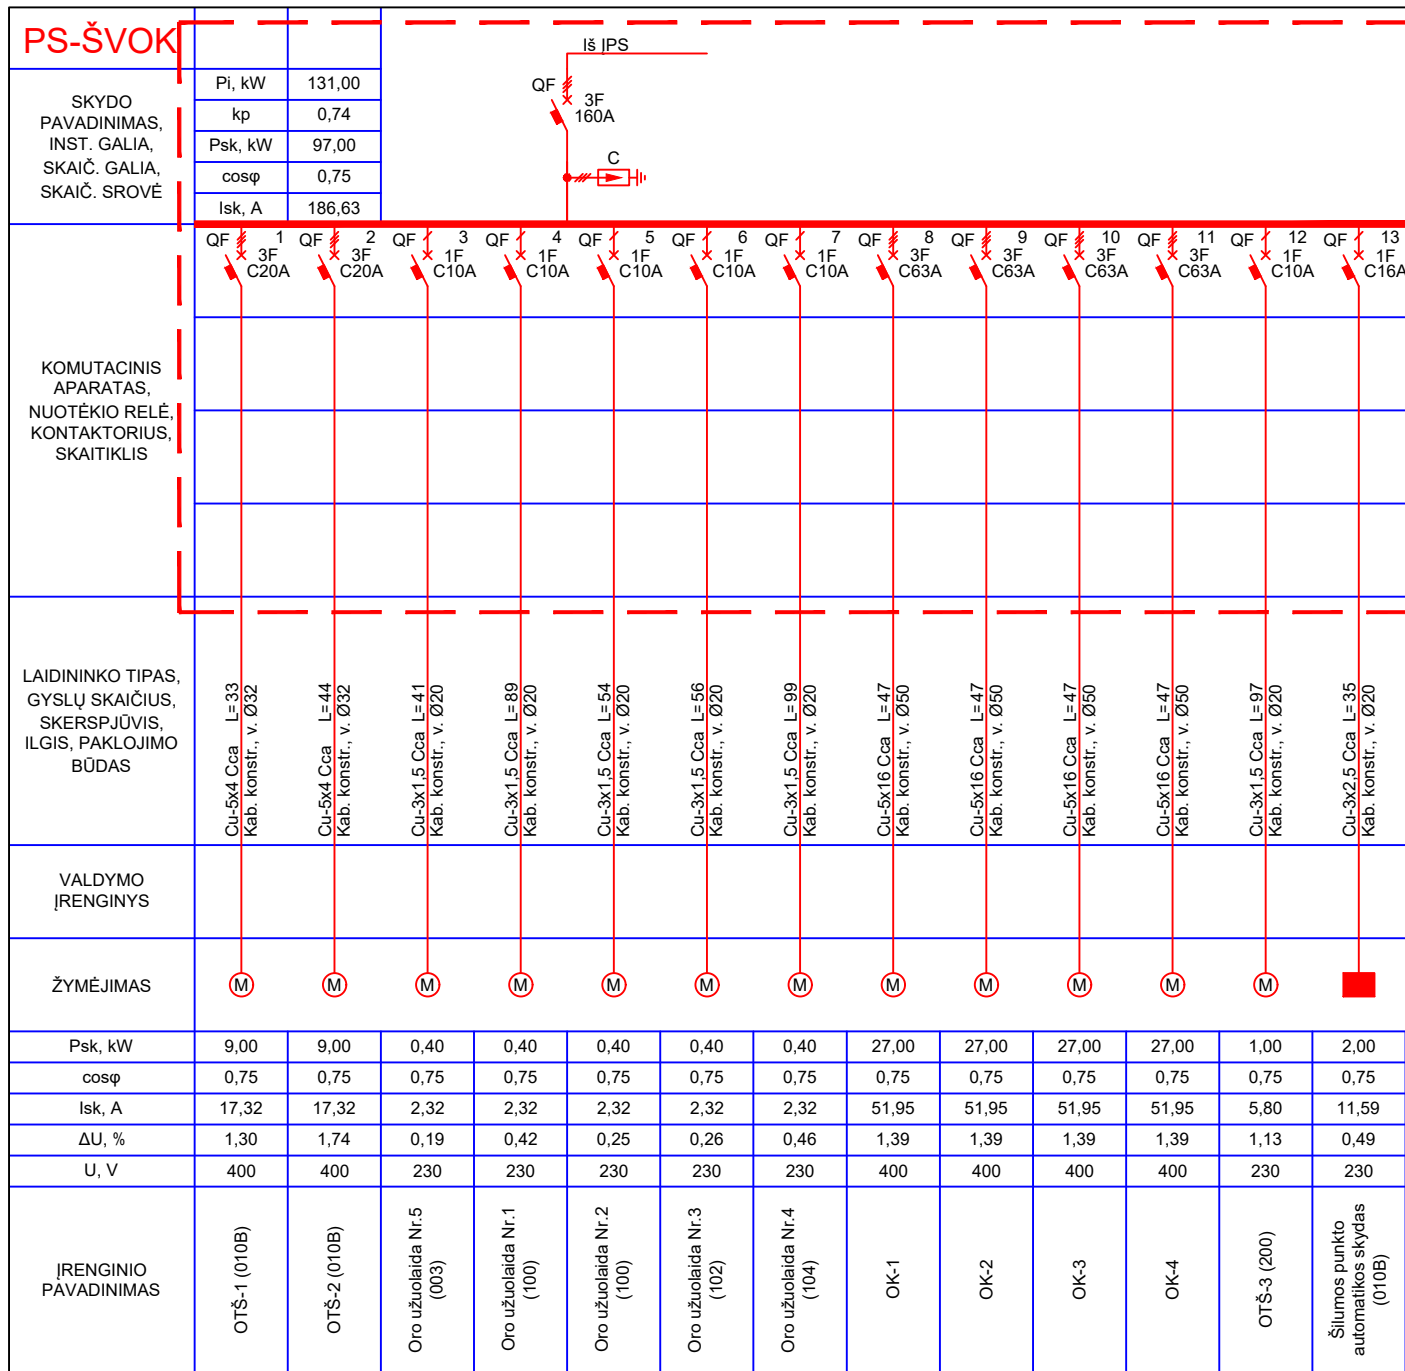 PS-ŠVOK
Iš ĮPS
SKYDO
PAVADINIMAS,
INST. GALIA,
SKAIČ. GALIA,
SKAIČ. SROVĖ
Pi, kW 131,00
kp 0,74
Psk, kW 97,00
cosφ 0,75
Isk, A 186,63
QF
3F
160A
C
QF 1 QF 2 QF 3 QF 4 QF 5 QF 6 QF 7 QF 8 QF 9 QF 10 QF 11 QF 12 QF 13
3F 3F 1F 1F 1F 1F 1F 3F 3F 3F 3F 1F 1F
C20A C20A C10A C10A C10A C10A C10A C63A C63A C63A C63A C10A C16A
KOMUTACINIS
APARATAS,
NUOTĖKIO RELĖ,
KONTAKTORIUS,
SKAITIKLIS
LAIDININKO TIPAS,
GYSLŲ SKAIČIUS,
SKERSPJŪVIS,
ILGIS, PAKLOJIMO
BŪDAS
Cu-5x4 Cca L=33
Kab. konstr., v. Ø32
Cu-5x4 Cca L=44
Kab. konstr., v. Ø32
Cu-3x1,5 Cca L=41
Kab. konstr., v. Ø20
Cu-3x1,5 Cca L=89
Kab. konstr., v. Ø20
Cu-3x1,5 Cca L=54
Kab. konstr., v. Ø20
Cu-3x1,5 Cca L=56
Kab. konstr., v. Ø20
Cu-3x1,5 Cca L=99
Kab. konstr., v. Ø20
Cu-5x16 Cca L=47
Kab. konstr., v. Ø50
Cu-5x16 Cca L=47
Kab. konstr., v. Ø50
Cu-5x16 Cca L=47
Kab. konstr., v. Ø50
Cu-5x16 Cca L=47
Kab. konstr., v. Ø50
Cu-3x1,5 Cca L=97
Kab. konstr., v. Ø20
Cu-3x2,5 Cca L=35
Kab. konstr., v. Ø20
VALDYMO
ĮRENGINYS
ŽYMĖJIMAS
M M M M M M M M M M M M
Psk, kW 9,00 9,00 0,40 0,40 0,40 0,40 0,40 27,00 27,00 27,00 27,00 1,00 2,00
cosφ 0,75 0,75 0,75 0,75 0,75 0,75 0,75 0,75 0,75 0,75 0,75 0,75 0,75
Isk, A 17,32 17,32 2,32 2,32 2,32 2,32 2,32 51,95 51,95 51,95 51,95 5,80 11,59
ΔU, % 1,30 1,74 0,19 0,42 0,25 0,26 0,46 1,39 1,39 1,39 1,39 1,13 0,49
U, V 400 400 230 230 230 230 230 400 400 400 400 230 230
ĮRENGINIO
PAVADINIMAS
OTŠ-1 (010B)
OTŠ-2 (010B)
Oro užuolaida Nr.5
(003)
Oro užuolaida Nr.1
(100)
Oro užuolaida Nr.2
(100)
Oro užuolaida Nr.3
(102)
Oro užuolaida Nr.4
(104)
OK-1
OK-2
OK-3
OK-4
OTŠ-3 (200)
Šilumos punkto
automatikos skydas
(010B)